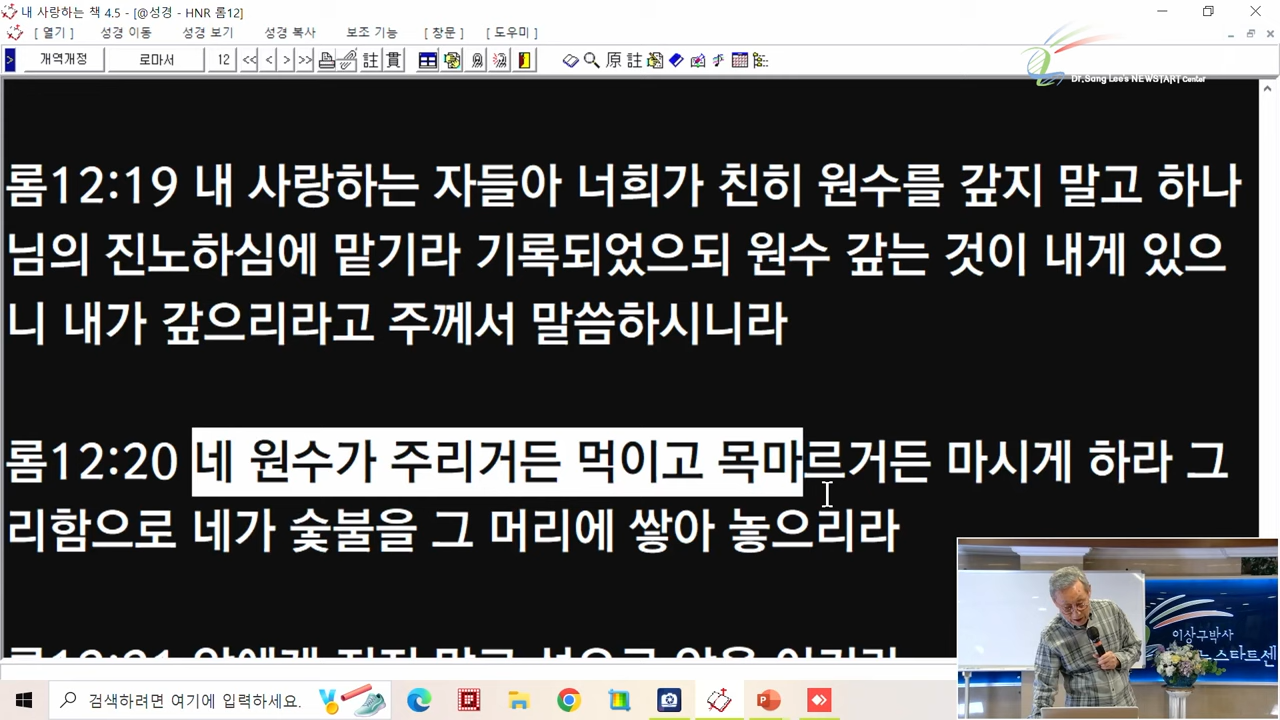 내 사랑하는 책 4.5 - [@성경 - HNR 롬12]
[ 열기 ] 성경 이동 성경 보기 성경 복사 보조 기능 [ 창문 ] [ 도우미 ]
개역개정 로마서 12 << < > >> 註 貫 原 註
Dr.Sang Lee's NEWSTART Center
롬12:19 내 사랑하는 자들아 너희가 친히 원수를 갚지 말고 하나
님의 진노하심에 맡기라 기록되었으되 원수 갚는 것이 내게 있으
니 내가 갚으리라고 주께서 말씀하시니라
롬12:20 네 원수가 주리거든 먹이고 목마르거든 마시게 하라 그
리함으로 네가 숯불을 그 머리에 쌓아 놓으리라
이상구박사
스타트센
검색하려면 여기에 입력하세요.